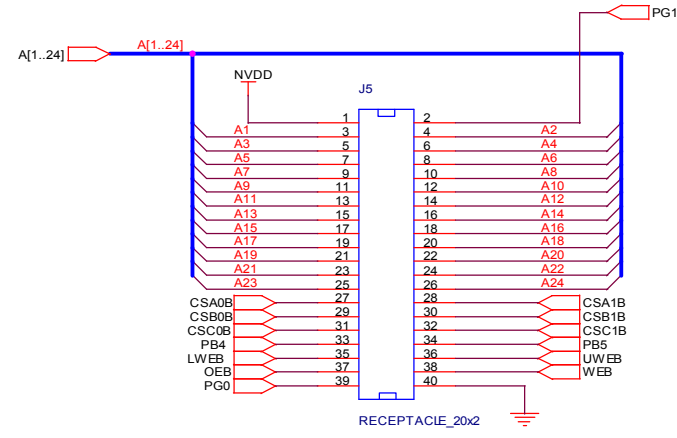 PG1
A[1..24] A[1..24]
NVDD
J5
1 2
A1 3 4 A2
A3 5 6 A4
A5 7 8 A6
A7 9 10 A8
A9 11 12 A10
A11 13 14 A12
A13 15 16 A14
A15 17 18 A16
A17 19 20 A18
A19 21 22 A20
A21 23 24 A22
A23 25 26 A24
CSA0B 27 28 CSA1B
CSB0B 29 30 CSB1B
CSC0B 31 32 CSC1B
PB4 33 34 PB5
LWEB 35 36 UWEB
OEB 37 38 WEB
PG0 39 40
RECEPTACLE_20x2